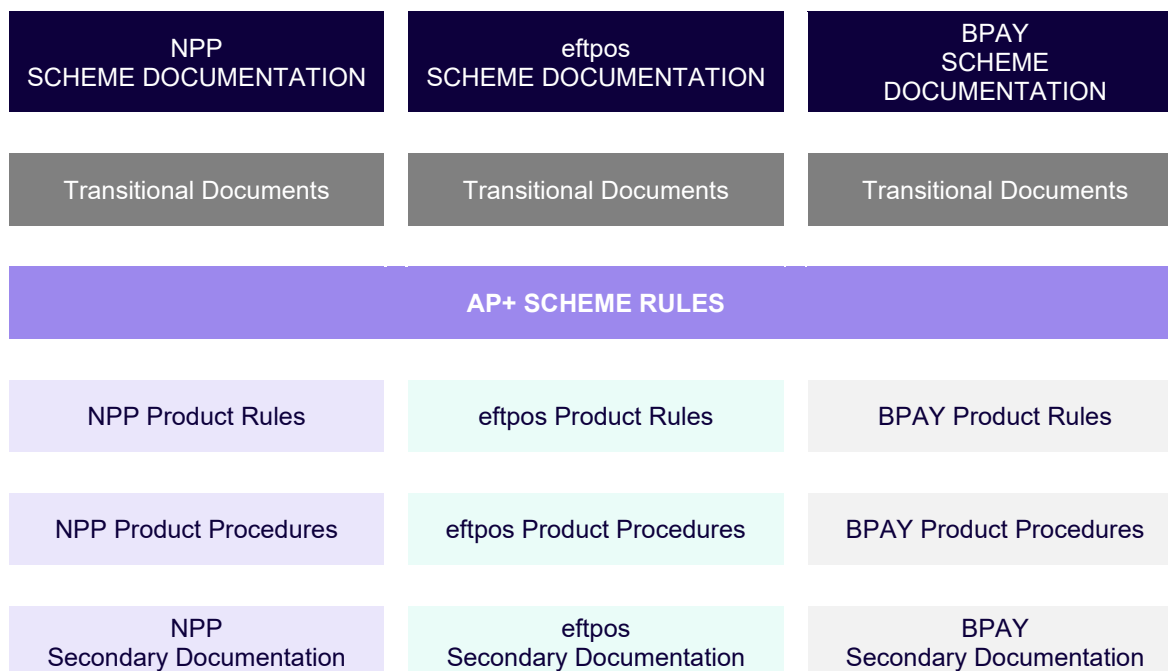 NPP
SCHEME DOCUMENTATION
eftpos
SCHEME DOCUMENTATION
BPAY
SCHEME
DOCUMENTATION
Transitional Documents
Transitional Documents
Transitional Documents
AP+ SCHEME RULES
NPP Product Rules
eftpos Product Rules
BPAY Product Rules
NPP Product Procedures
eftpos Product Procedures
BPAY Product Procedures
NPP
Secondary Documentation
eftpos
Secondary Documentation
BPAY
Secondary Documentation